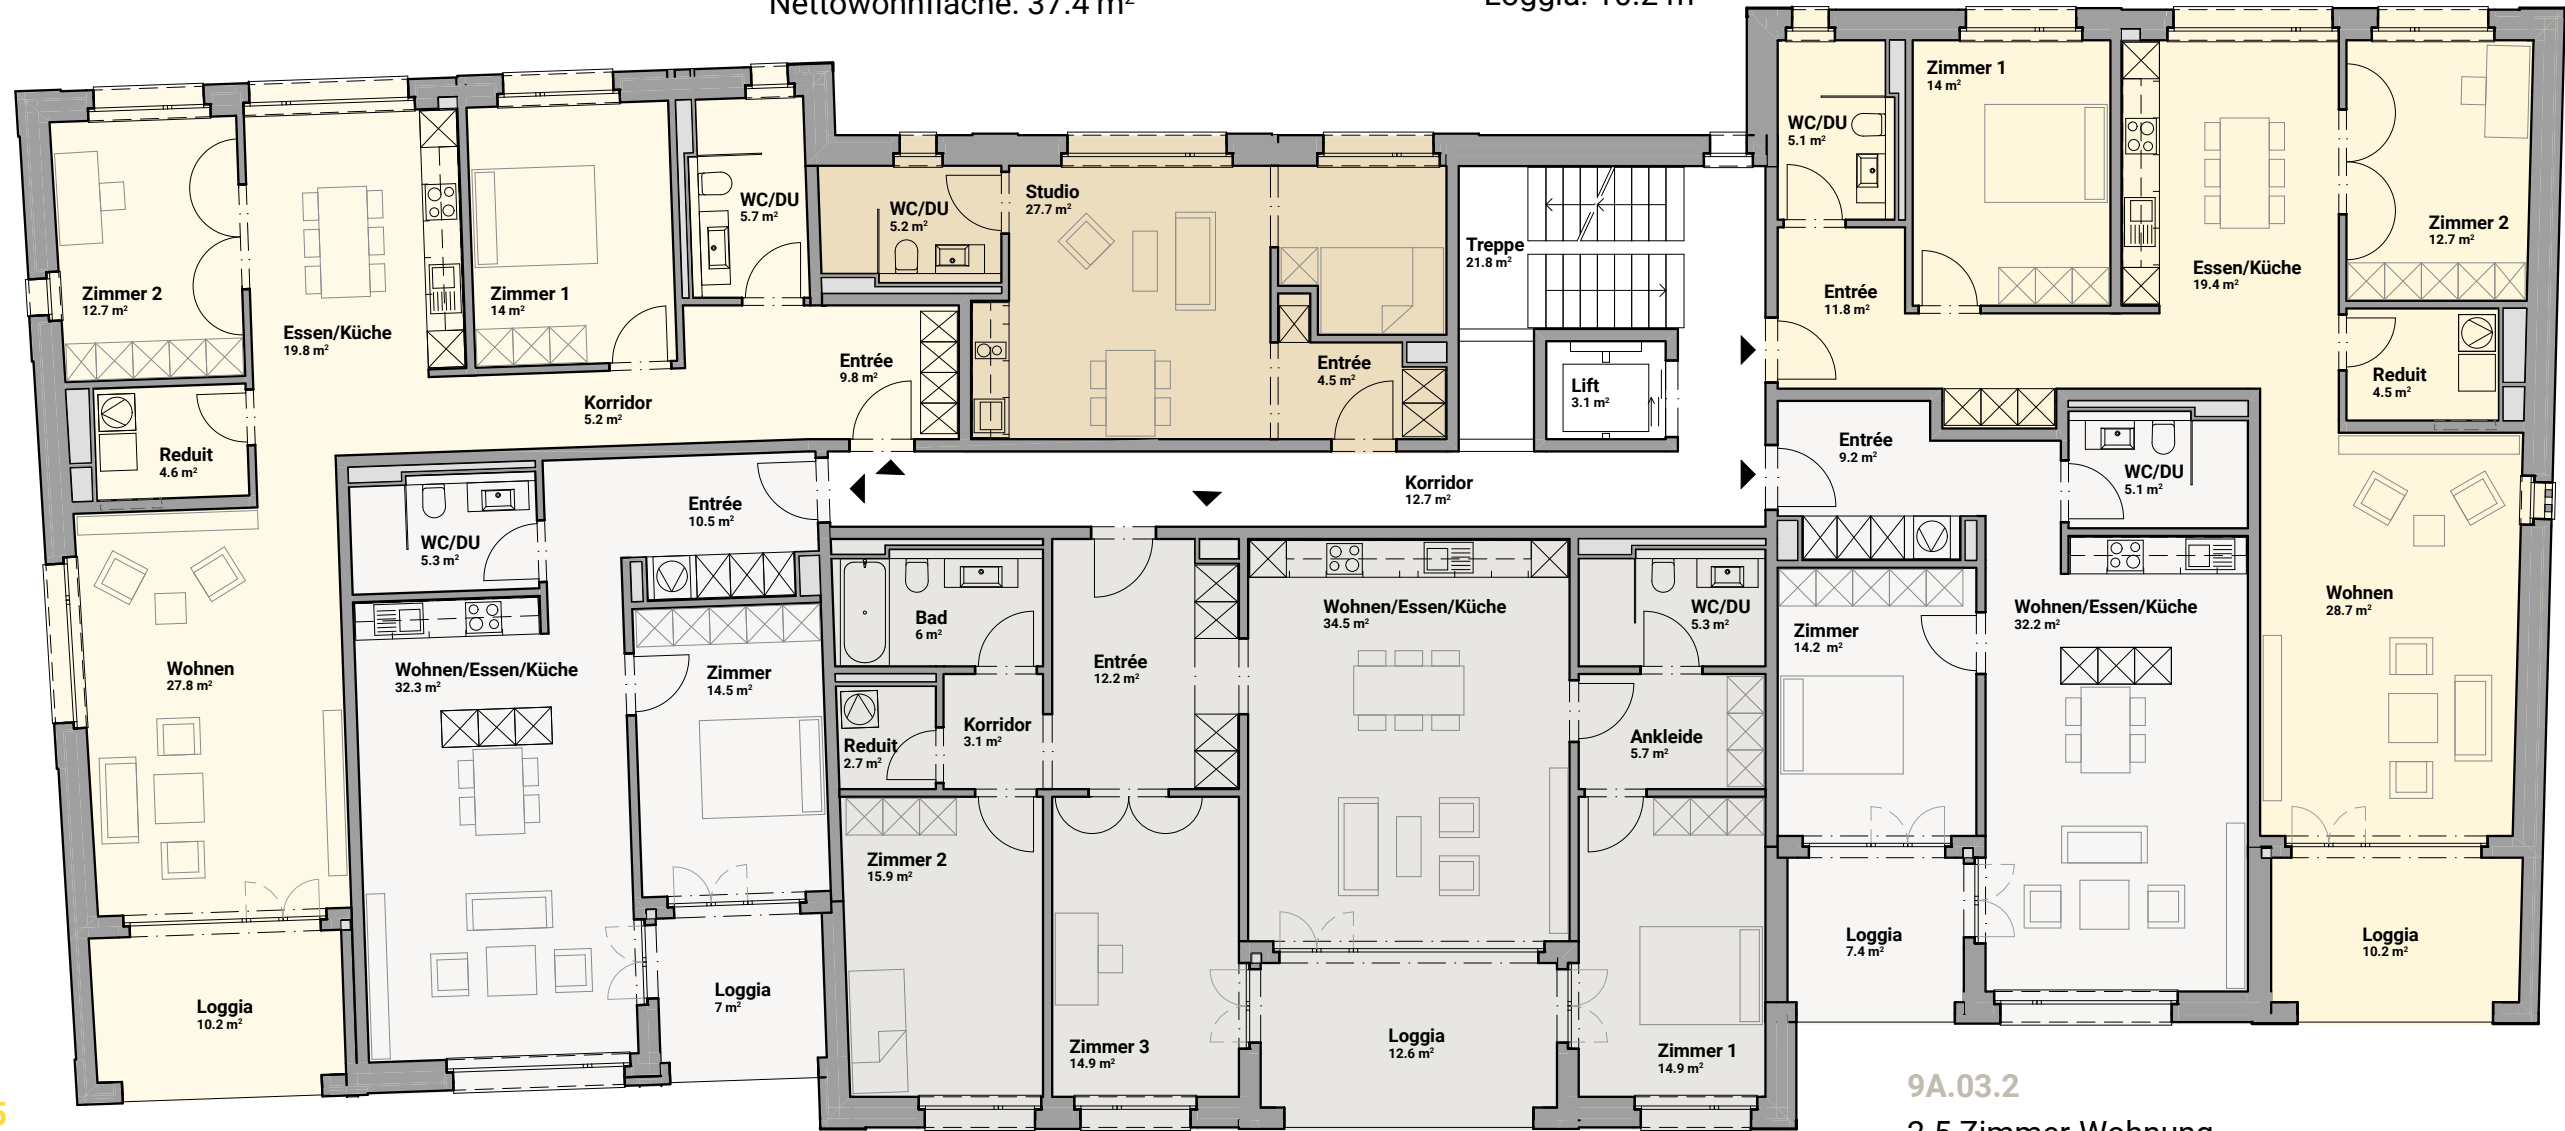 Nettowohnfläche: 37.4 m²
Zimmer 1
14 m²
WC/DU
5.1 m²
Entrée
11.8 m²
Essen/Küche
19.4 m²
Zimmer 2
12.7 m²
Reduit
4.5 m²
Wohnen
28.7 m²
Loggia
10.2 m²
Zimmer 2
12.7 m²
Essen/Küche
19.8 m²
Zimmer 1
14 m²
WC/DU
5.7 m²
Entrée
9.8 m²
Korridor
5.2 m²
Reduit
4.6 m²
Wohnen
27.8 m²
Loggia
10.2 m²
WC/DU
5.2 m²
Studio
27.7 m²
Entrée
4.5 m²
Treppe
21.8 m²
Lift
3.1 m²
Korridor
12.7 m²
WC/DU
5.3 m²
Entrée
10.5 m²
Wohnen/Essen/Küche
32.3 m²
Zimmer
14.5 m²
Loggia
7 m²
Bad
6 m²
Reduit
2.7 m²
Korridor
3.1 m²
Entrée
12.2 m²
Wohnen/Essen/Küche
34.5 m²
WC/DU
5.3 m²
Ankleide
5.7 m²
Zimmer 2
15.9 m²
Zimmer 3
14.9 m²
Loggia
12.6 m²
Zimmer 1
14.9 m²
Entrée
9.2 m²
WC/DU
5.1 m²
Zimmer
14.2 m²
Wohnen/Essen/Küche
32.2 m²
Loggia
7.4 m²
9A.03.2
2.5 Zimmer-Wohnung